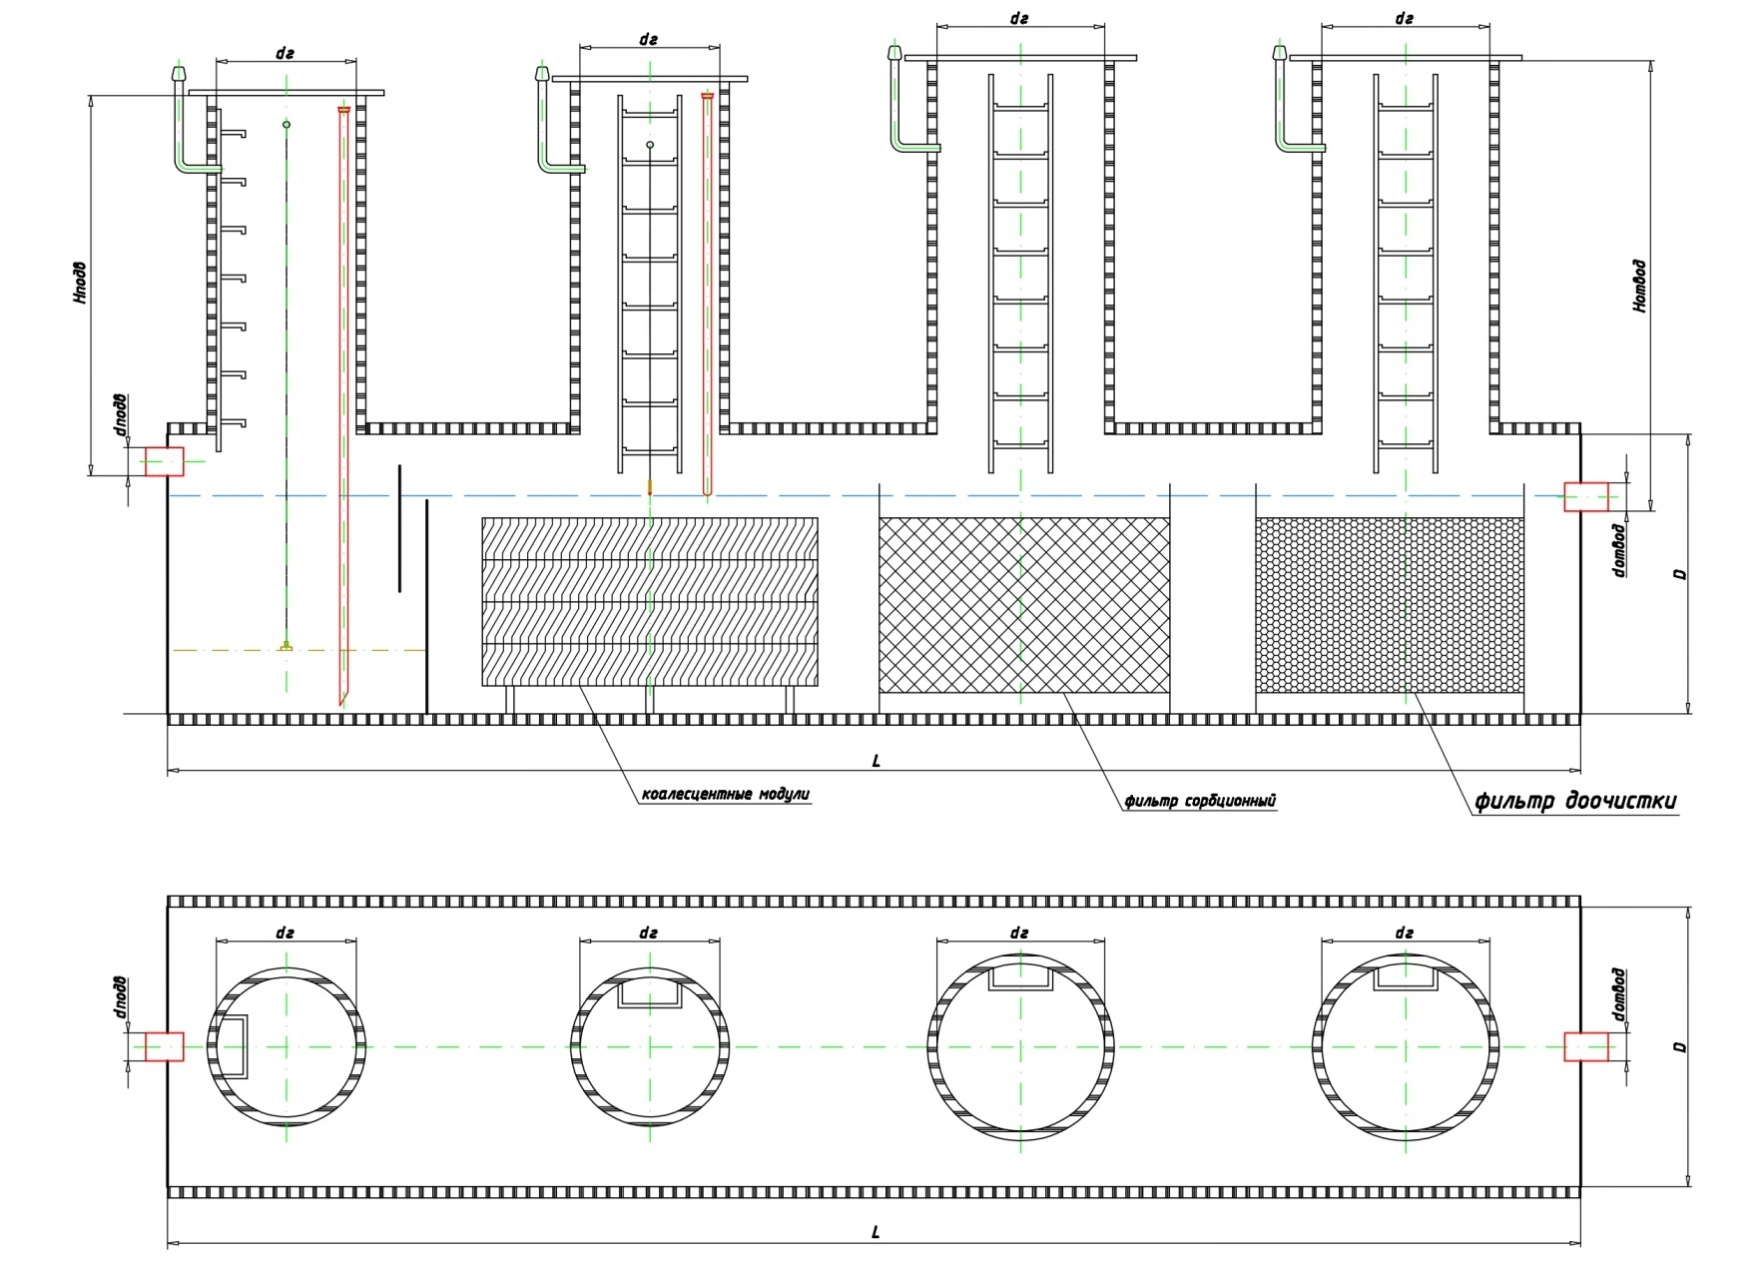 dг
dг
dг
dг
Hподв
Hотвод
dподв
dотвод
D
L
коалесцентные модули
фильтр сорбционный
фильтр доочистки
dг
dг
dг
dг
dподв
dотвод
D
L